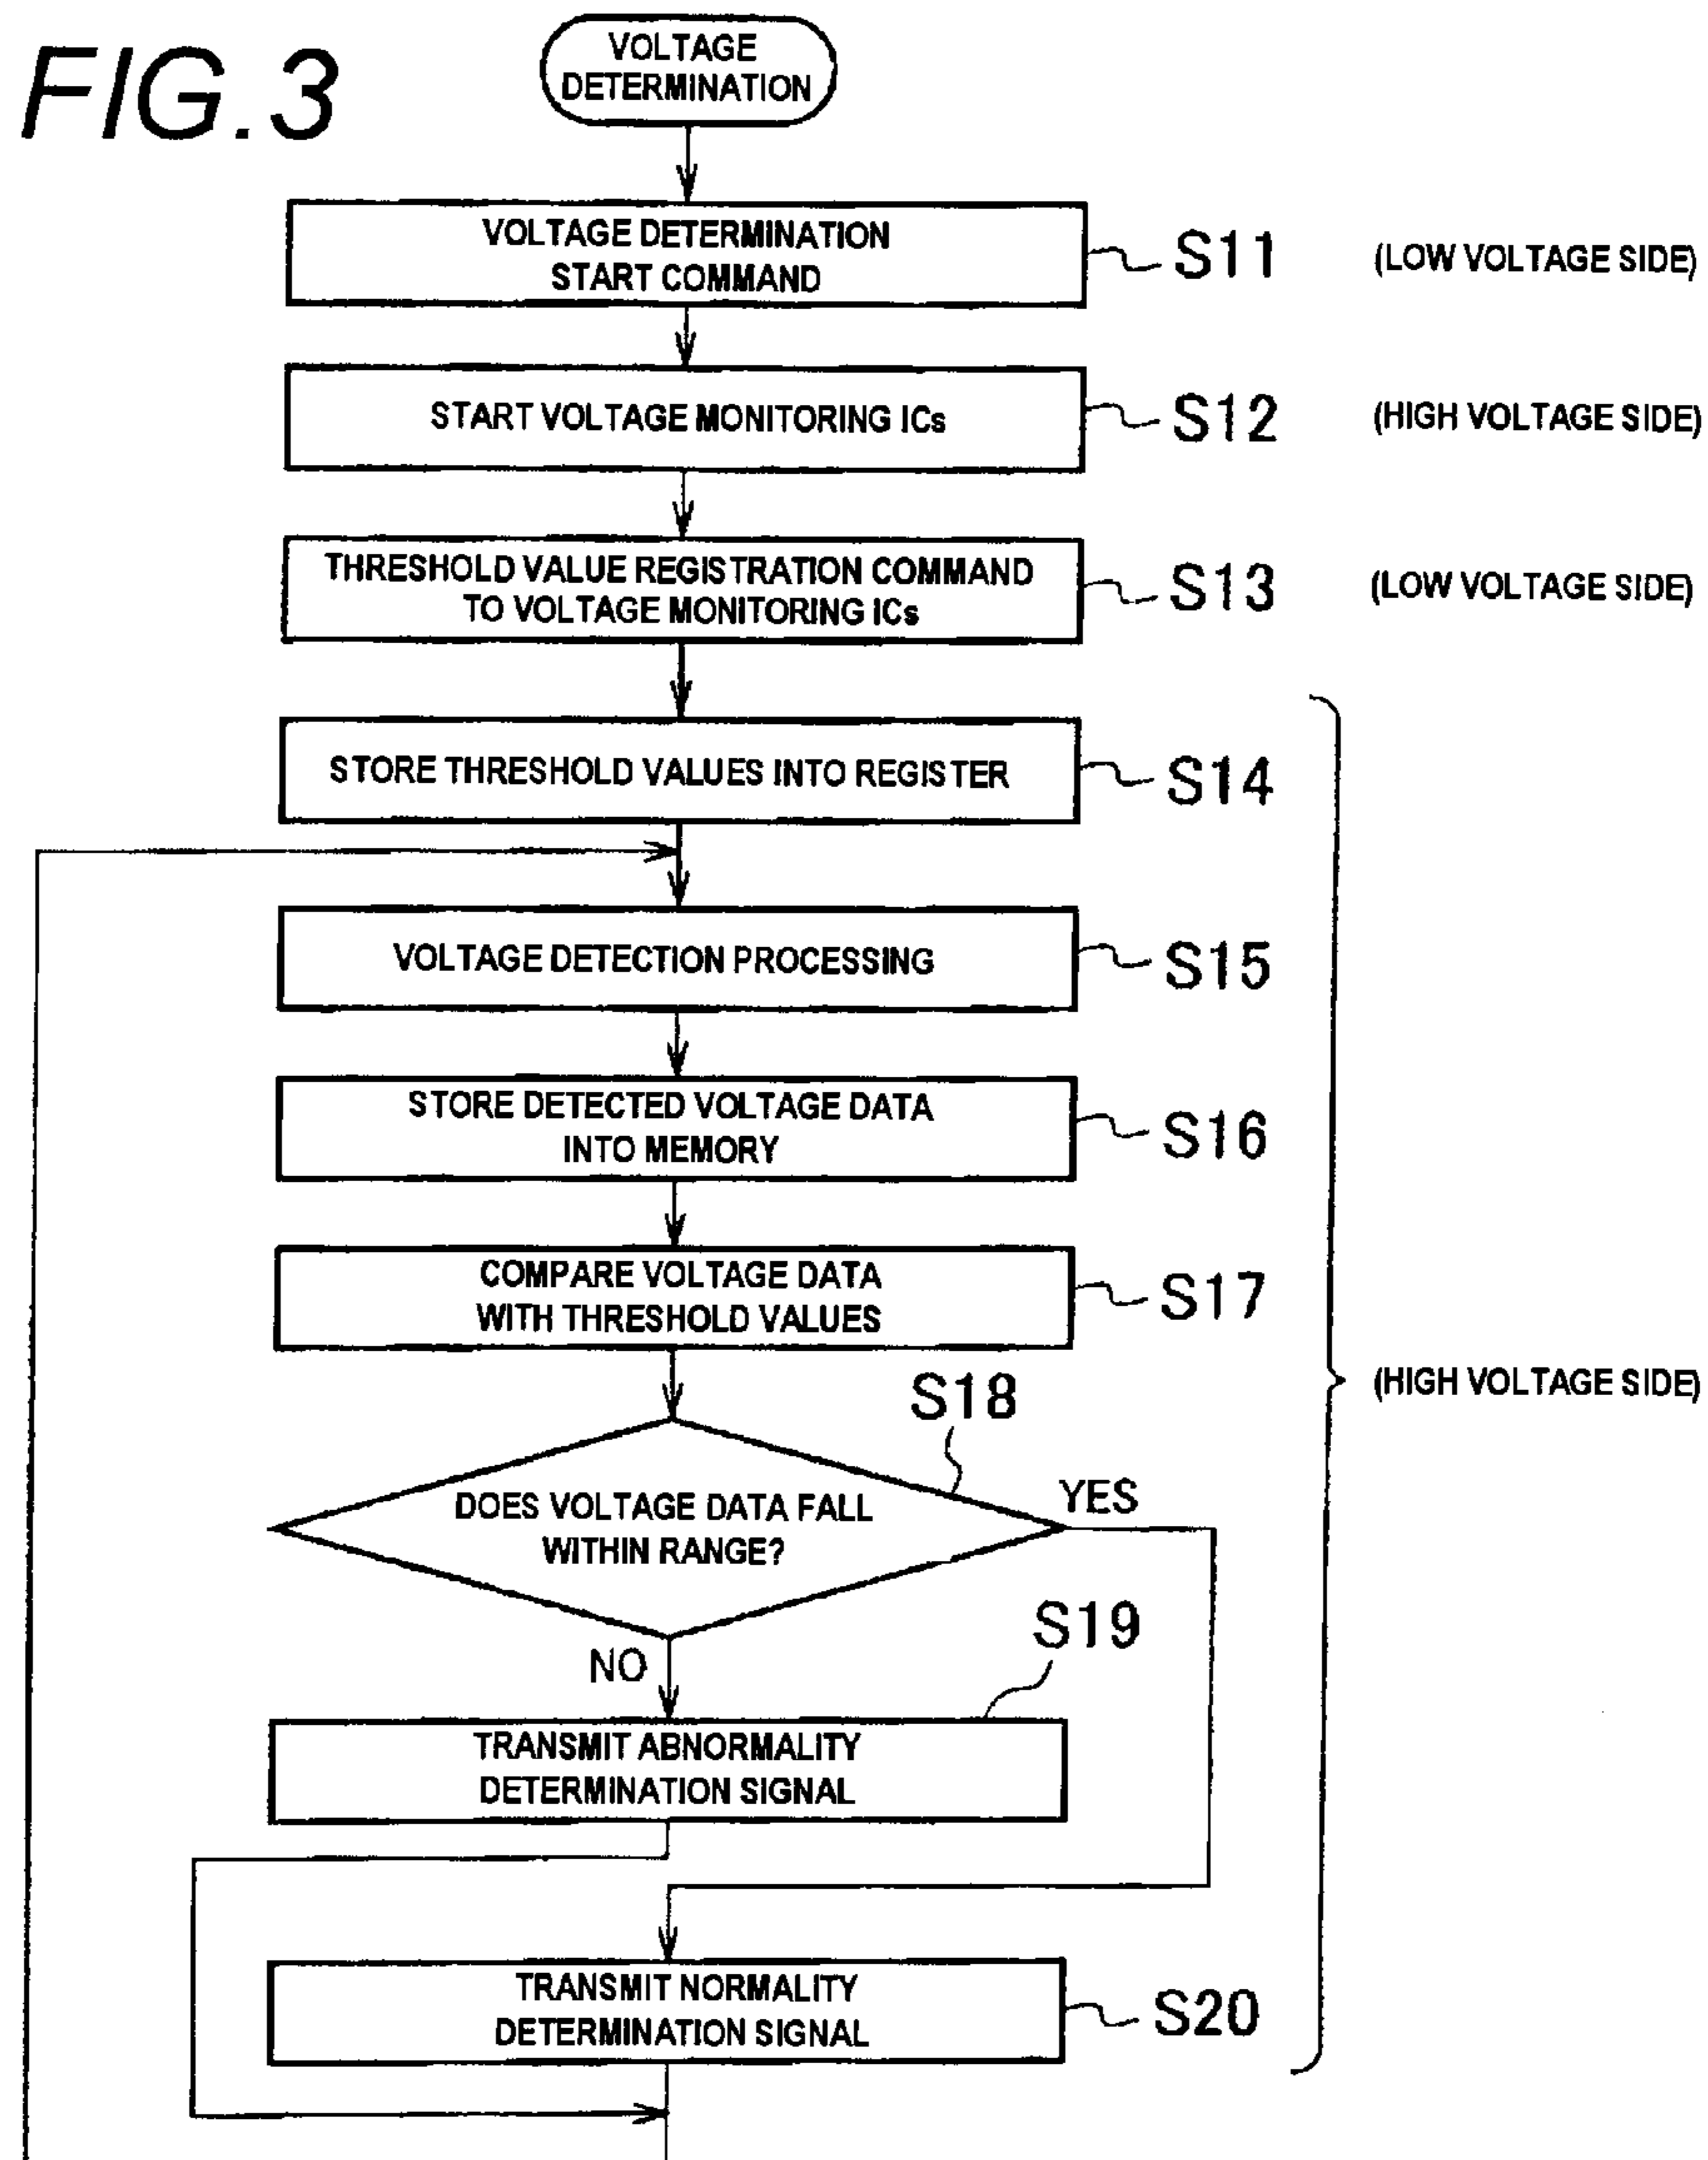 FIG.3
VOLTAGE
DETERMINATION
VOLTAGE DETERMINATION
START COMMAND
S11
(LOW VOLTAGE SIDE)
START VOLTAGE MONITORING ICs
S12
(HIGH VOLTAGE SIDE)
THRESHOLD VALUE REGISTRATION COMMAND
TO VOLTAGE MONITORING ICs
S13
(LOW VOLTAGE SIDE)
STORE THRESHOLD VALUES INTO REGISTER
S14
VOLTAGE DETECTION PROCESSING
S15
STORE DETECTED VOLTAGE DATA
INTO MEMORY
S16
COMPARE VOLTAGE DATA
WITH THRESHOLD VALUES
S17
(HIGH VOLTAGE SIDE)
S18
DOES VOLTAGE DATA FALL
WITHIN RANGE?
YES
NO
S19
TRANSMIT ABNORMALITY
DETERMINATION SIGNAL
TRANSMIT NORMALITY
DETERMINATION SIGNAL
S20